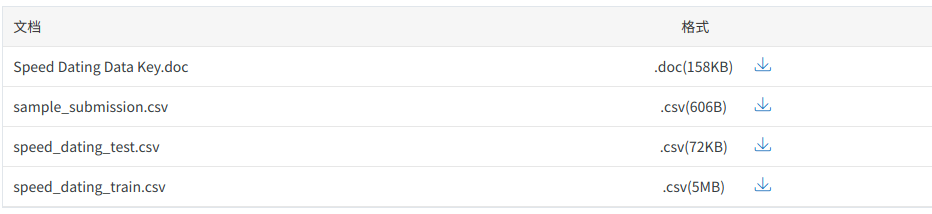 文档 格式
Speed Dating Data Key.doc .doc(158KB)
sample_submission.csv .csv(606B)
speed_dating_test.csv .csv(72KB)
speed_dating_train.csv .csv(5MB)